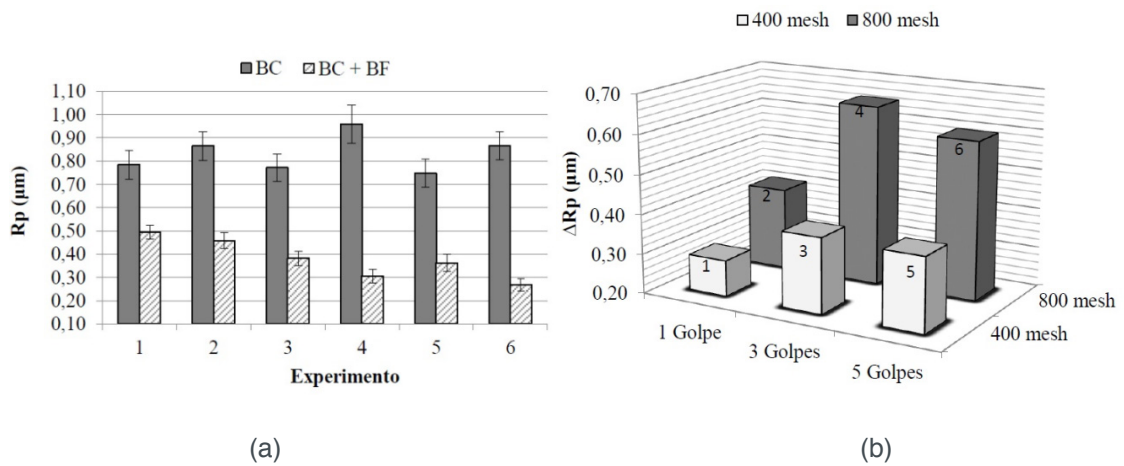 BC BC + BF
1,10
1,00
0,90
0,80
0,70
0,60
0,50
0,40
0,30
0,20
0,10
Rp (µm)
1 2 3 4 5 6
Experimento
(a)
400 mesh 800 mesh
0,70
0,60
0,50
0,40
0,30
0,20
ΔRp (µm)
1
2
3
4
5
6
1 Golpe
3 Golpes
5 Golpes
400 mesh
800 mesh
(b)